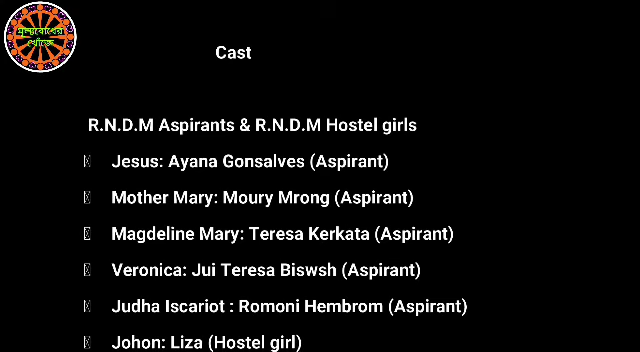 মূল্যবোধের
খোঁজে
Cast
R.N.D.M Aspirants & R.N.D.M Hostel girls
Jesus: Ayana Gonsalves (Aspirant)
Mother Mary: Moury Mrong (Aspirant)
Magdeline Mary: Teresa Kerkata (Aspirant)
Veronica: Jui Teresa Biswsh (Aspirant)
Judha Iscariot : Romoni Hembrom (Aspirant)
Johon: Liza (Hostel girl)